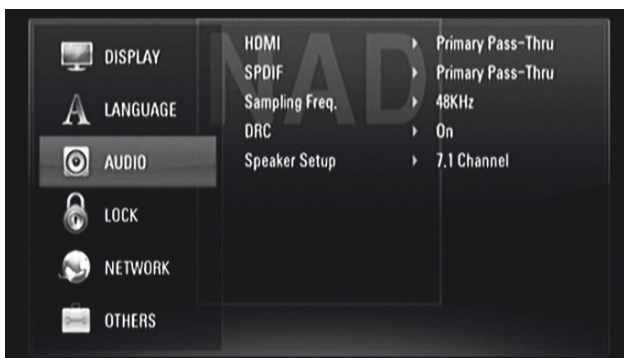 NAD
DISPLAY
LANGUAGE
AUDIO
LOCK
NETWORK
OTHERS
HDMI Primary Pass-Thru
SPDIF Primary Pass-Thru
Sampling Freq. 48KHz
DRC On
Speaker Setup 7.1 Channel